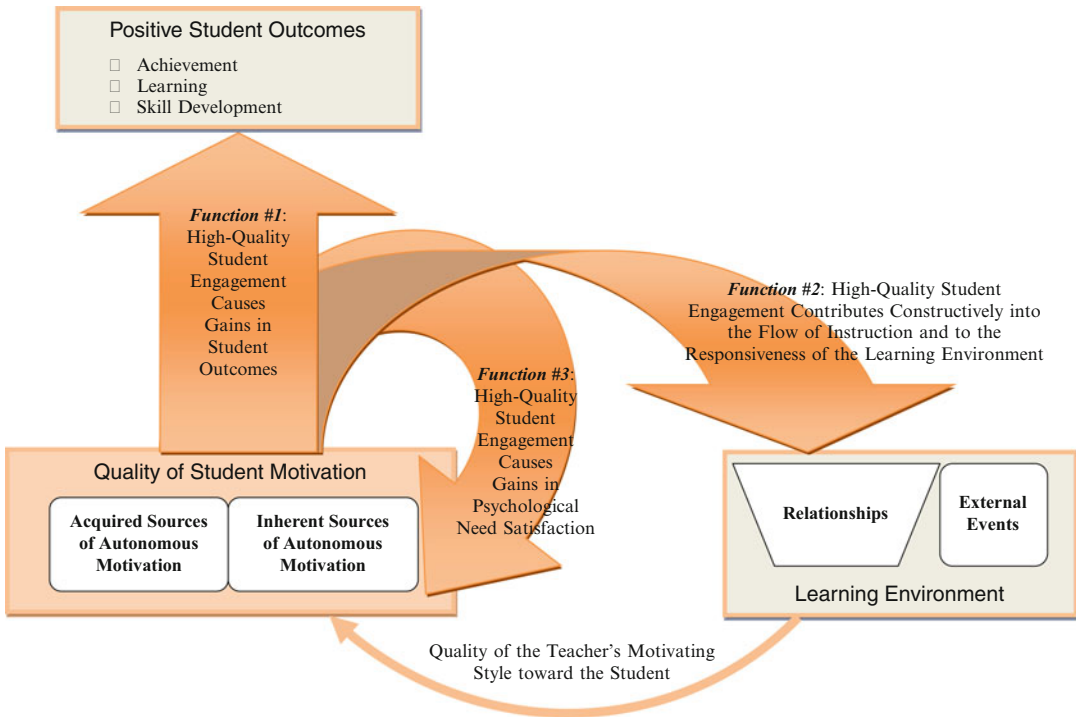 Positive Student Outcomes
□ Achievement
□ Learning
□ Skill Development
Function #1:
High-Quality
Student
Engagement
Causes
Gains in
Student
Outcomes
Function #2: High-Quality Student
Engagement Contributes Constructively into
the Flow of Instruction and to the
Responsiveness of the Learning Environment
Function #3:
High-Quality
Student
Engagement
Causes
Gains in
Psychological
Need Satisfaction
Quality of Student Motivation
Acquired Sources
of Autonomous
Motivation
Inherent Sources
of Autonomous
Motivation
Relationships
External
Events
Learning Environment
Quality of the Teacher's Motivating
Style toward the Student